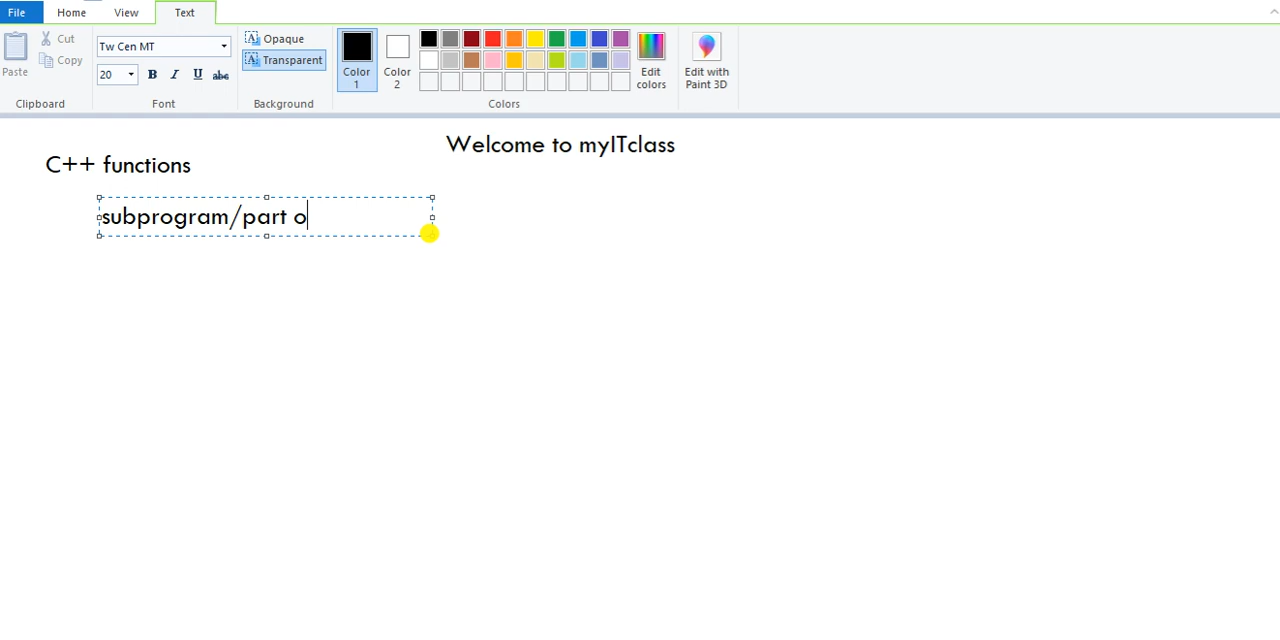 File Home View Text
Tw Cen MT
Opaque
Cut
Copy
Paste
20 B I U abc
Transparent
Color 1
Color 2
Edit colors
Edit with Paint 3D
Clipboard Font Background Colors
Welcome to myITclass
C++ functions
subprogram/part o